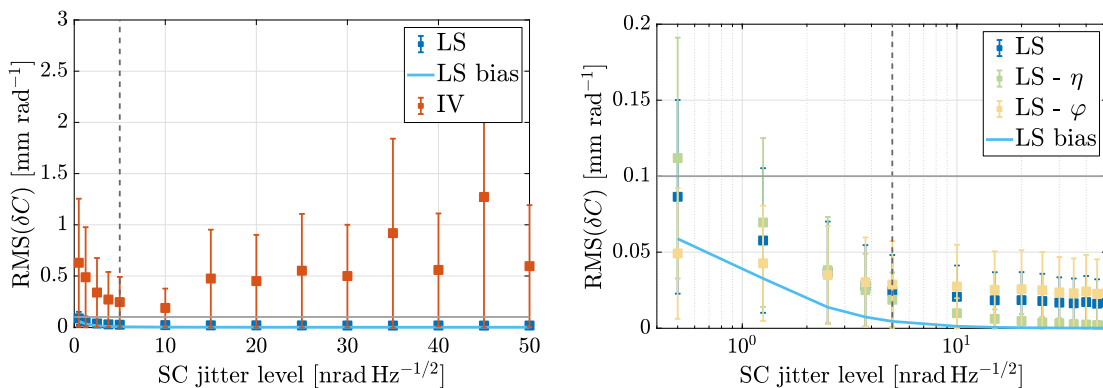 3
2.5
2
1.5
1
0.5
0
0 10 20 30 40 50
RMS(δC) [mm rad⁻¹]
SC jitter level [nrad Hz⁻¹/²]
LS
LS bias
IV
0.2
0.15
0.1
0.05
0
10⁰ 10¹
RMS(δC) [mm rad⁻¹]
SC jitter level [nrad Hz⁻¹/²]
LS
LS - η
LS - φ
LS bias